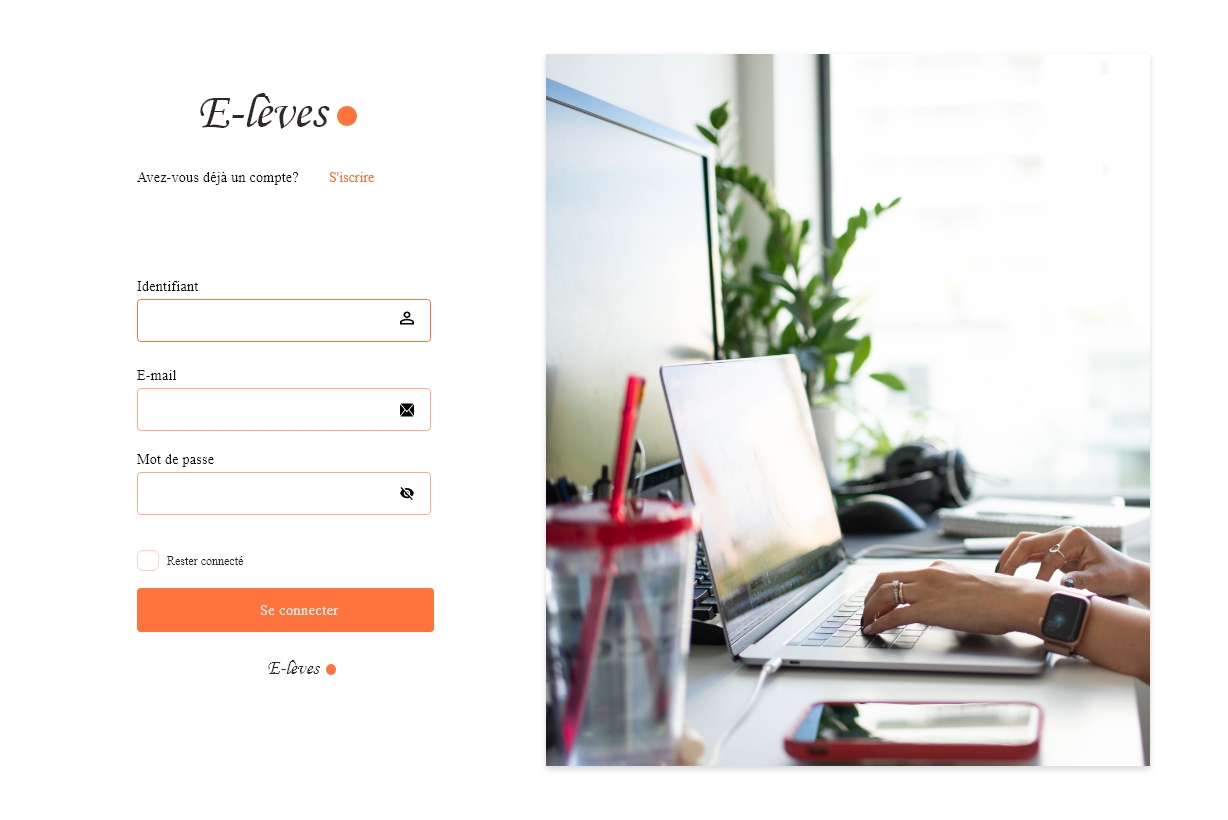 E-lèves
Avez-vous déjà un compte? S'iscrire
Identifiant
E-mail
Mot de passe
Rester connecté
Se connecter
E-lèves